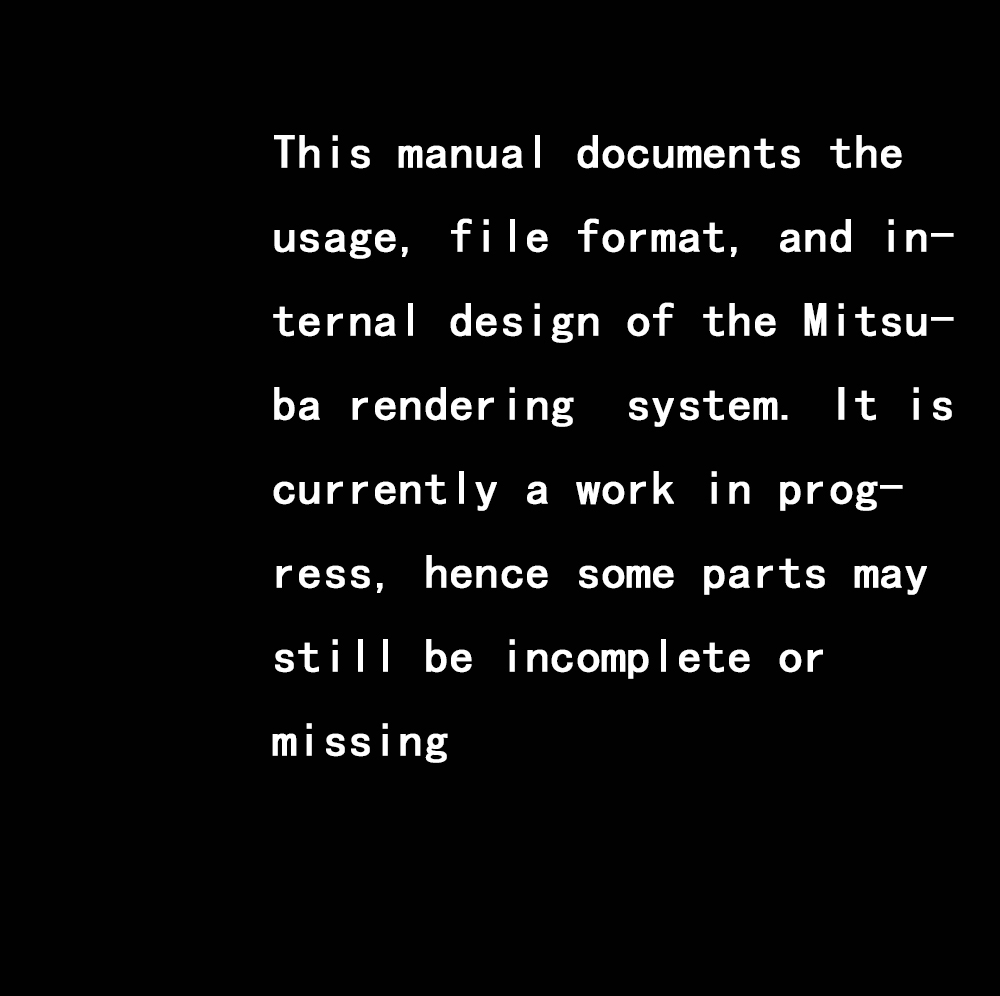 This manual documents the
usage, file format, and in-
ternal design of the Mitsu-
ba rendering  system. It is
currently a work in prog-
ress, hence some parts may
still be incomplete or
missing